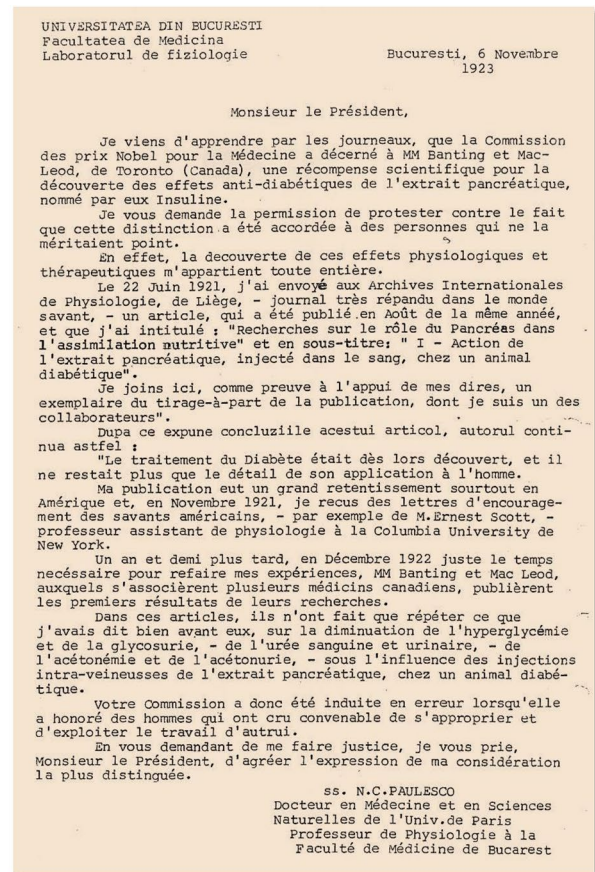 UNIVERSITATEA DIN BUCURESTI
Facultatea de Medicina
Laboratorul de fiziologie
Bucuresti, 6 Novembre
1923
Monsieur le Président,
Je viens d'apprendre par les journeaux, que la Commission
des prix Nobel pour la Médecine a décerné à MM Banting et Mac-
Leod, de Toronto (Canada), une récompense scientifique pour la
découverte des effets anti-diabétiques de l'extrait pancréatique,
nommé par eux Insuline.
Je vous demande la permission de protester contre le fait
que cette distinction a été accordée à des personnes qui ne la
méritaient point.
En effet, la decouverte de ces effets physiologiques et
thérapeutiques m'appartient toute entière.
Le 22 Juin 1921, j'ai envoyé aux Archives Internationales
de Physiologie, de Liège, - journal très répandu dans le monde
savant, - un article, qui a été publié en Août de la même annéé,
et que j'ai intitulé : "Recherches sur le rôle du Pancréas dans
l'assimilation nutritive" et en sous-titre: " I - Action de
l'extrait pancréatique, injecté dans le sang, chez un animal
diabétique".
Je joins ici, comme preuve à l'appui de mes dires, un
exemplaire du tirage-à-part de la publication, dont je suis un des
collaborateurs".
Dupa ce expune concluziile acestui articol, autorul conti-
nua astfel :
"Le traitement du Diabète était dès lors découvert, et il
ne restait plus que le détail de son application à l'homme.
Ma publication eut un grand retentissement sourtout en
Amérique et, en Novembre 1921, je recus des lettres d'encourage-
ment des savants américains, - par exemple de M.Ernest Scott, -
professeur assistant de physiologie à la Columbia University de
New York.
Un an et demi plus tard, en Décembre 1922 juste le temps
necéssaire pour refaire mes expériences, MM Banting et Mac Leod,
auxquels s'associèrent plusieurs médicins canadiens, publièrent
les premiers résultats de leurs recherches.
Dans ces articles, ils n'ont fait que répéter ce que
j'avais dit bien avant eux, sur la diminuation de l'hyperglycémie
et de la glycosurie, - de l'urée sanguine et urinaire, - de
l'acétonémie et de l'acétonurie, - sous l'influence des injections
intra-veineusses de l'extrait pancréatique, chez un animal diabé-
tique.
Votre Commission a donc été induite en erreur lorsqu'elle
a honoré des hommes qui ont cru convenable de s'approprier et
d'exploiter le travail d'autrui.
En vous demandant de me faire justice, je vous prie,
Monsieur le Président, d'agréer l'expression de ma considération
la plus distinguée.
ss. N.C.PAULESCO
Docteur en Médecine et en Sciences
Naturelles de l'Univ.de Paris
Professeur de Physiologie à la
Faculté de Médicine de Bucarest